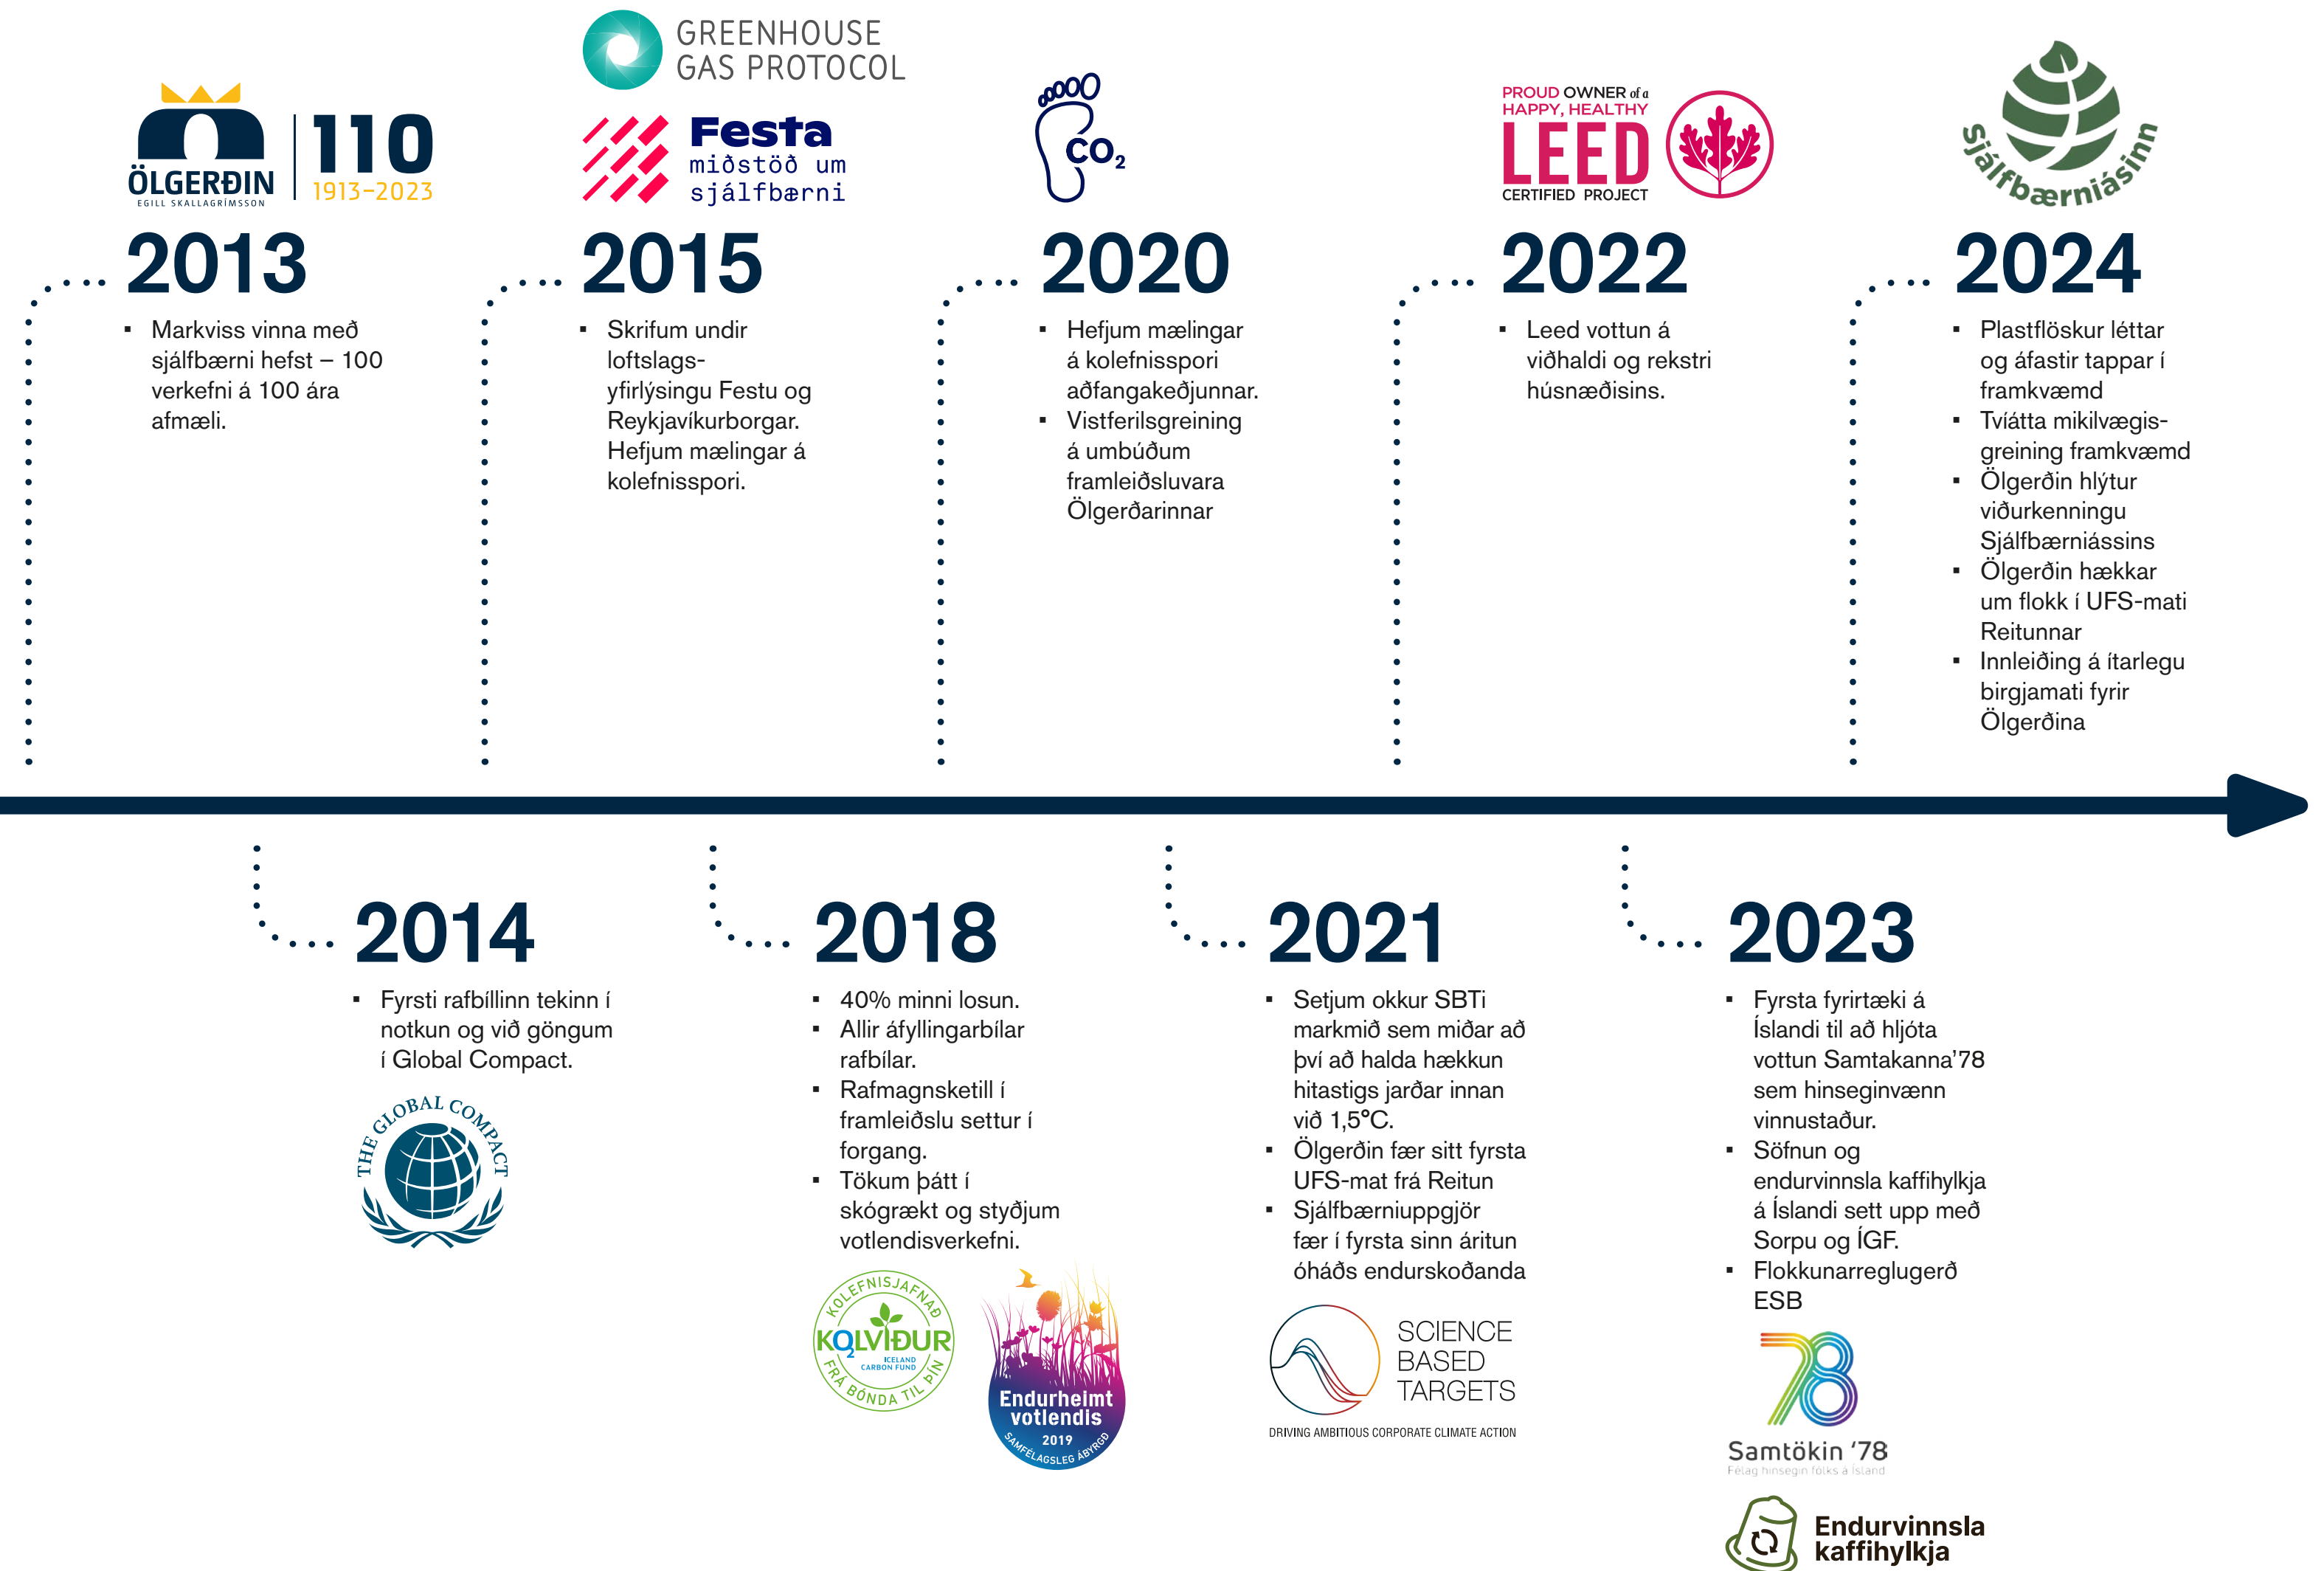 ÖLGERÐIN
EGILL SKALLAGRÍMSSON
110
1913–2023
2013
▪ Markviss vinna með
sjálfbærni hefst – 100
verkefni á 100 ára
afmæli.
GREENHOUSE
GAS PROTOCOL
Festa
miðstöð um
sjálfbærni
2015
▪ Skrifum undir
loftslags-
yfirlýsingu Festu og
Reykjavíkurborgar.
Hefjum mælingar á
kolefnisspori.
CO₂
2020
▪ Hefjum mælingar
á kolefnisspori
aðfangakeðjunnar.
▪ Vistferilsgreining
á umbúðum
framleiðsluvara
Ölgerðarinnar
PROUD OWNER of a
HAPPY, HEALTHY
LEED
CERTIFIED PROJECT
2022
▪ Leed vottun á
viðhaldi og rekstri
húsnæðisins.
Sjálfbærniásinn
2024
▪ Plastflöskur léttar
og áfastir tappar í
framkvæmd
▪ Tvíátta mikilvægis-
greining framkvæmd
▪ Ölgerðin hlýtur
viðurkenningu
Sjálfbærniássins
▪ Ölgerðin hækkar
um flokk í UFS-mati
Reitunnar
▪ Innleiðing á ítarlegu
birgjamati fyrir
Ölgerðina
2014
▪ Fyrsti rafbíllinn tekinn í
notkun og við göngum
í Global Compact.
THE GLOBAL COMPACT
2018
▪ 40% minni losun.
▪ Allir áfyllingarbílar
rafbílar.
▪ Rafmagnsketill í
framleiðslu settur í
forgang.
▪ Tökum þátt í
skógrækt og styðjum
votlendisverkefni.
KOLEFNISJAFNAÐ
KO₂LVIÐUR
ICELAND
CARBON FUND
FRÁ BÓNDA TIL ÞÍN
Endurheimt
votlendis
2019
SAMFÉLAGSLEG ÁBYRGÐ
2021
▪ Setjum okkur SBTi
markmið sem miðar að
því að halda hækkun
hitastigs jarðar innan
við 1,5°C.
▪ Ölgerðin fær sitt fyrsta
UFS-mat frá Reitun
▪ Sjálfbærniuppgjör
fær í fyrsta sinn áritun
óháðs endurskoðanda
SCIENCE
BASED
TARGETS
DRIVING AMBITIOUS CORPORATE CLIMATE ACTION
2023
▪ Fyrsta fyrirtæki á
Íslandi til að hljóta
vottun Samtakanna’78
sem hinseginvænn
vinnustaður.
▪ Söfnun og
endurvinnsla kaffihylkja
á Íslandi sett upp með
Sorpu og ÍGF.
▪ Flokkunarreglugerð
ESB
78
Samtökin ‘78
Félag hinsegin fólks á Ísland
Endurvinnsla
kaffihylkja